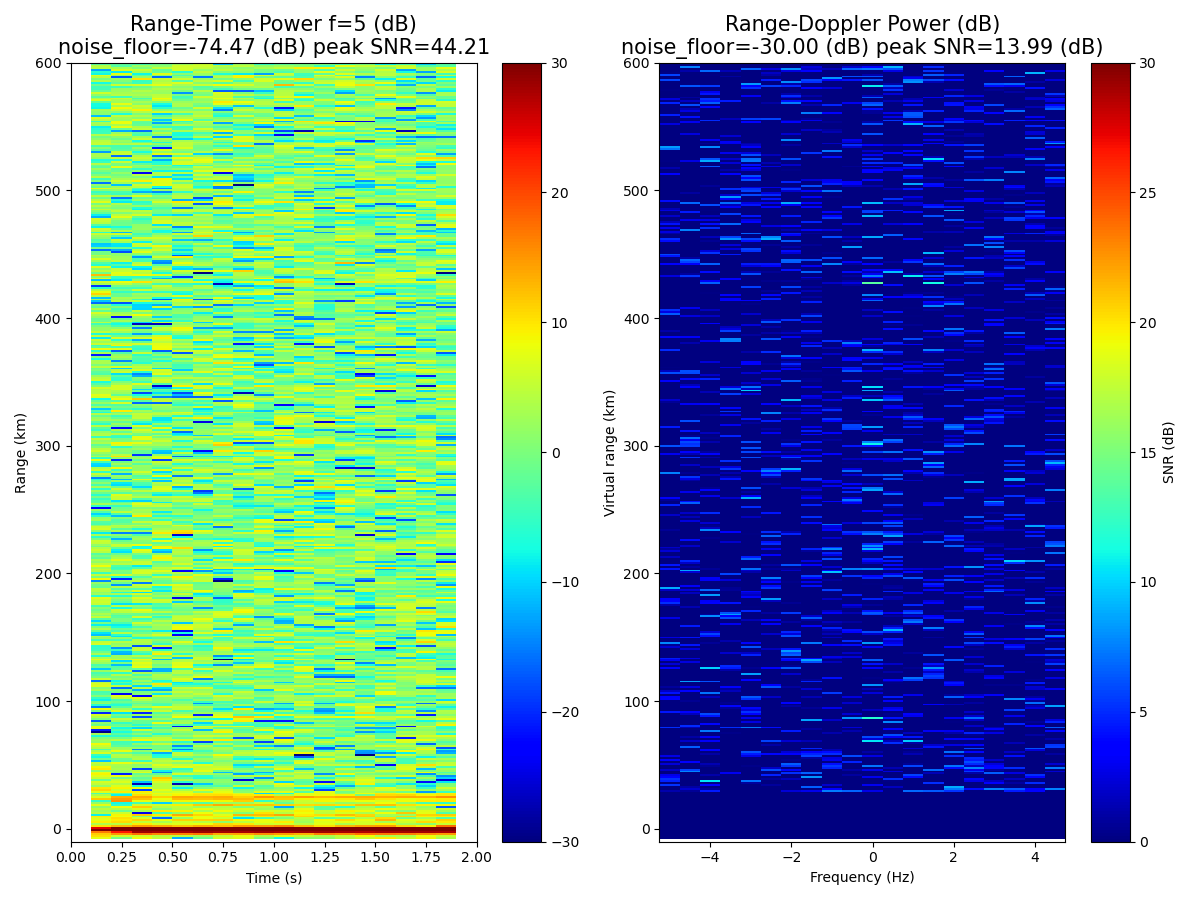 Range-Time Power f=5 (dB)
noise_floor=-74.47 (dB) peak SNR=44.21
Range (km)
600
500
400
300
200
100
0
0.00 0.25 0.50 0.75 1.00 1.25 1.50 1.75 2.00
Time (s)
30
20
10
0
−10
−20
−30
Range-Doppler Power (dB)
noise_floor=-30.00 (dB) peak SNR=13.99 (dB)
Virtual range (km)
600
500
400
300
200
100
0
−4 −2 0 2 4
Frequency (Hz)
30
25
20
15
10
5
0
SNR (dB)